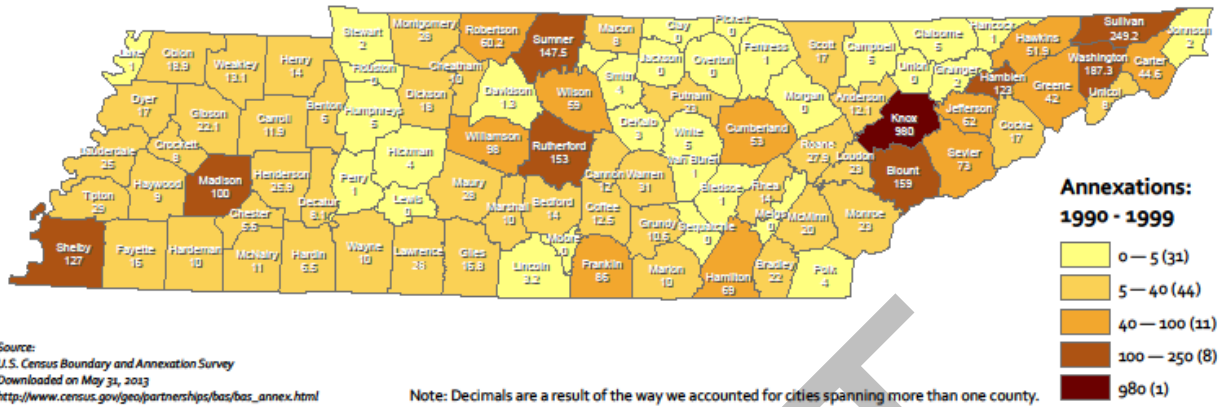 Stewart
2
Montgomery
28
Robertson
60.2
Sumner
147.5
Macon
8
Clay
0
Pickett
0
Fentress
1
Scott
17
Campbell
5
Claiborne
5
Hancock
1
Hawkins
51.9
Sullivan
249.2
Johnson
2
Lake
1
Obion
Weakley
13.1
Henry
14
Houston
0
Cheatham
Dickson
18
Davidson
1.3
Wilson
59
Smith
4
Jackson
0
Overton
0
Putnam
23
Morgan
0
Anderson
12.1
Union
0
Grainger
2
Hamblen
123
Greene
42
Washington
187.3
Carter
44.6
Unicoi
8
Dyer
17
Gibson
22.1
Carroll
11.9
Benton
6
Humphreys
5
Hickman
4
Williamson
Rutherford
153
DeKalb
3
White
5
Cumberland
53
Roane
27.9
Loudon
23
Knox
980
Jefferson
52
Cocke
17
Sevier
73
Blount
159
Lauderdale
25
Crockett
8
Haywood
9
Madison
100
Henderson
25.9
Decatur
6.1
Perry
1
Lewis
0
Maury
Marshall
10
Bedford
14
Cannon
12
Warren
31
Van Buren
1
Bledsoe
1
Rhea
14
Meigs
0
McMinn
20
Monroe
23
Tipton
29
Chester
5.5
Coffee
12.5
Grundy
10.5
Sequatchie
0
Shelby
127
Fayette
15
Hardeman
10
McNairy
11
Hardin
6.5
Wayne
10
Lawrence
28
Giles
Lincoln
3.2
Moore
0
Franklin
Marion
Hamilton
Bradley
22
Polk
4
Annexations:
1990 - 1999
0 — 5 (31)
5 — 40 (44)
40 — 100 (11)
100 — 250 (8)
980 (1)
Source:
U.S. Census Boundary and Annexation Survey
Downloaded on May 31, 2013
http://www.census.gov/geo/partnerships/bas/bas_annex.html
Note: Decimals are a result of the way we accounted for cities spanning more than one county.